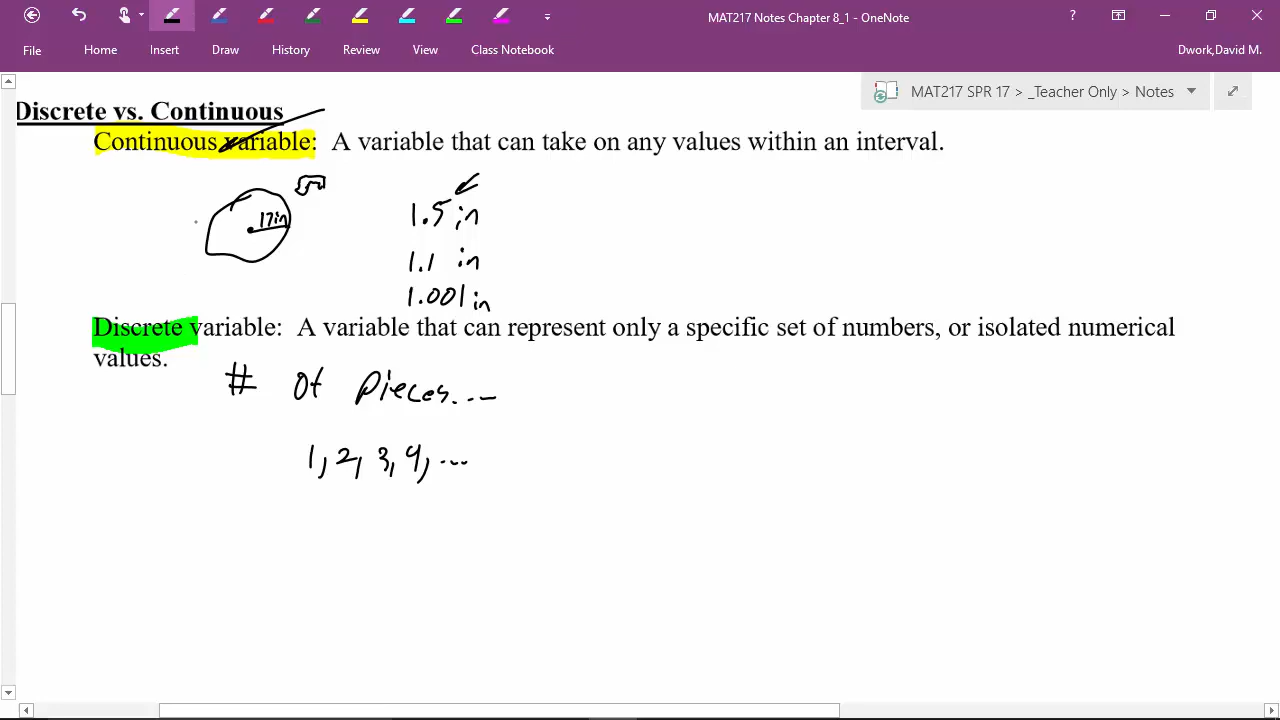 MAT217 Notes Chapter 8_1 - OneNote
?
File Home Insert Draw History Review View Class Notebook
Dwork,David M.
MAT217 SPR 17 > _Teacher Only > Notes
Discrete vs. Continuous
Continuous variable: A variable that can take on any values within an interval.
17in
1.5 in
1.1 in
1.001 in
Discrete variable: A variable that can represent only a specific set of numbers, or isolated numerical
values.
# Of pieces...
1, 2, 3, 4, ...